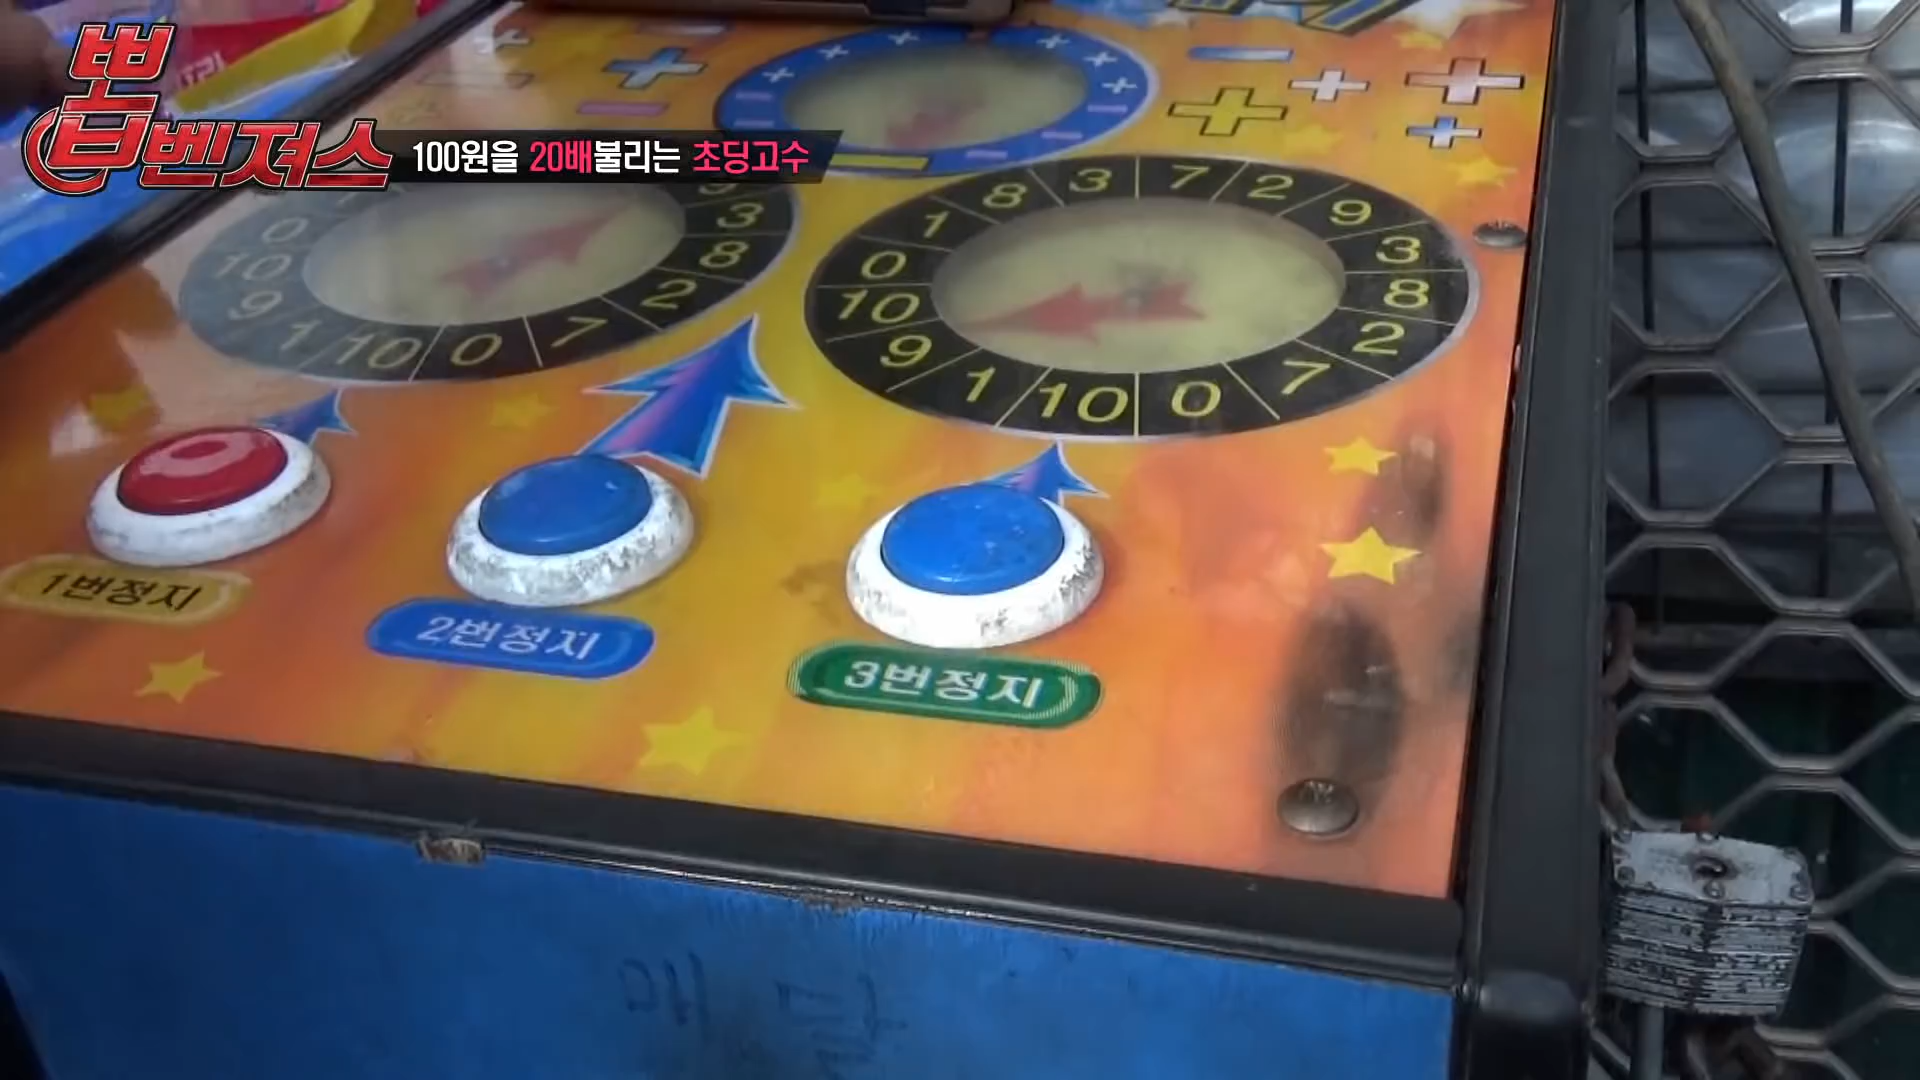 뽑벤져스
100원을 20배불리는 초딩고수
3 8 2 7 0 10 1 9 10 0
3 7 2 9 3 8 2 7 0 10 1 9 10 0 1 8
1번정지
2번정지
3번정지